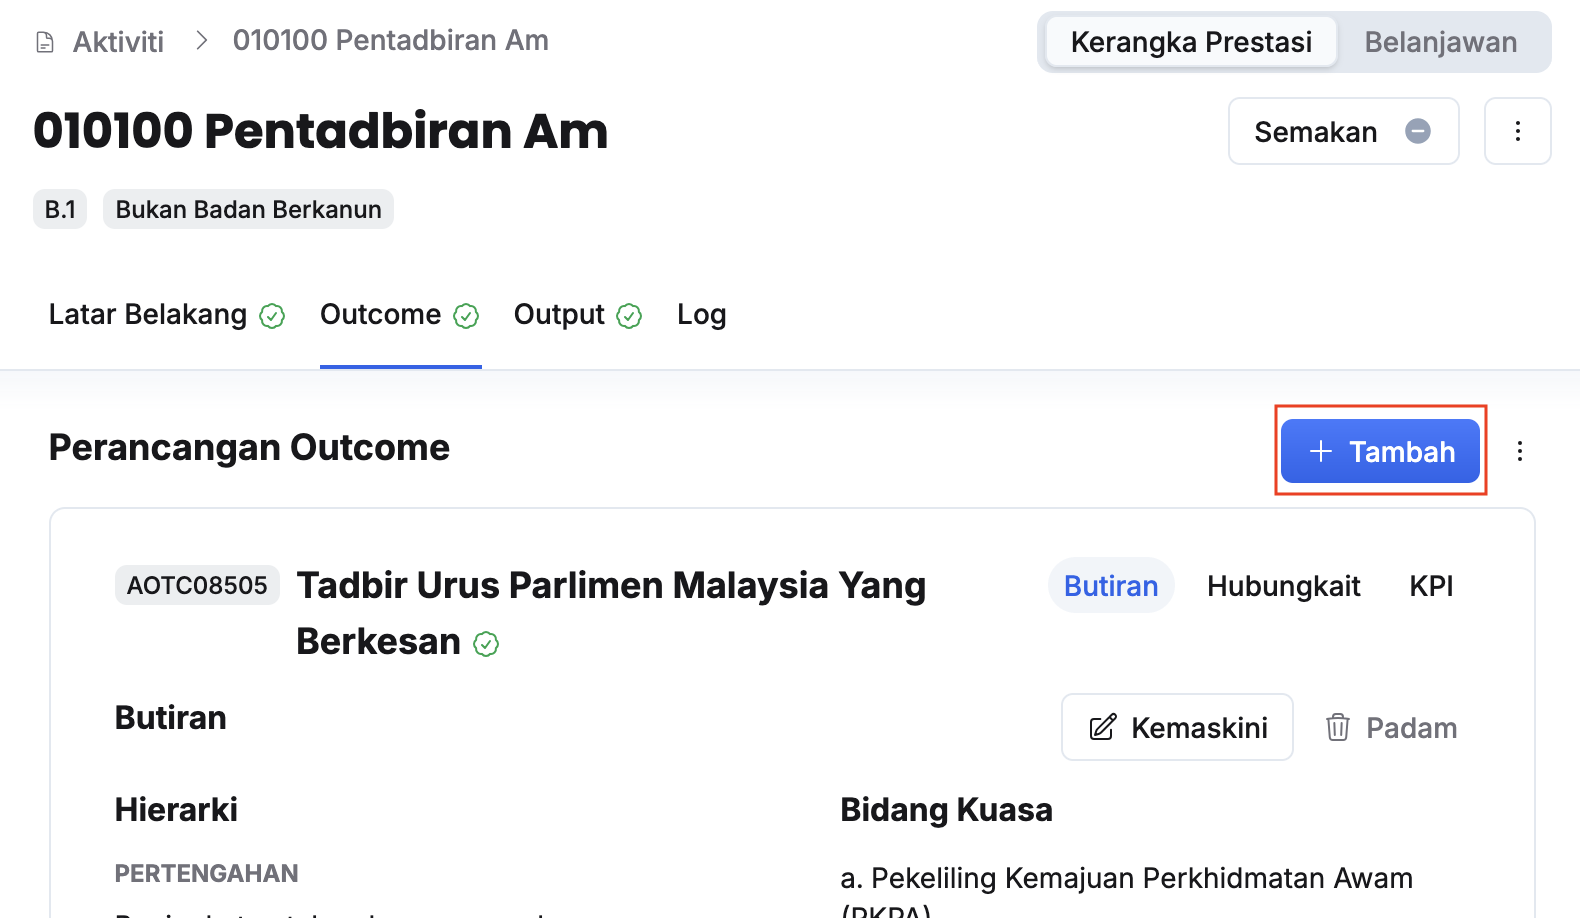 Aktiviti > 010100 Pentadbiran Am
Kerangka Prestasi Belanjawan
010100 Pentadbiran Am
Semakan
B.1 Bukan Badan Berkanun
Latar Belakang Outcome Output Log
Perancangan Outcome
+ Tambah
AOTC08505 Tadbir Urus Parlimen Malaysia Yang
Berkesan
Butiran Hubungkait KPI
Butiran
Kemaskini Padam
Hierarki
PERTENGAHAN
Bidang Kuasa
a. Pekeliling Kemajuan Perkhidmatan Awam
(PKPA)